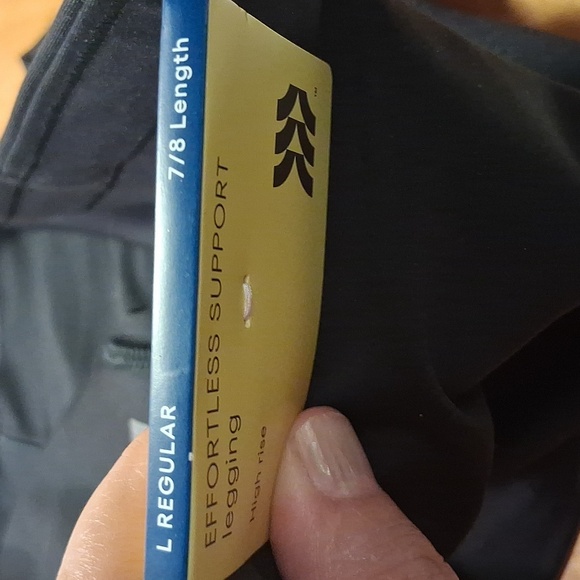 L REGULAR 7/8 Length
EFFORTLESS SUPPORT
legging
High rise